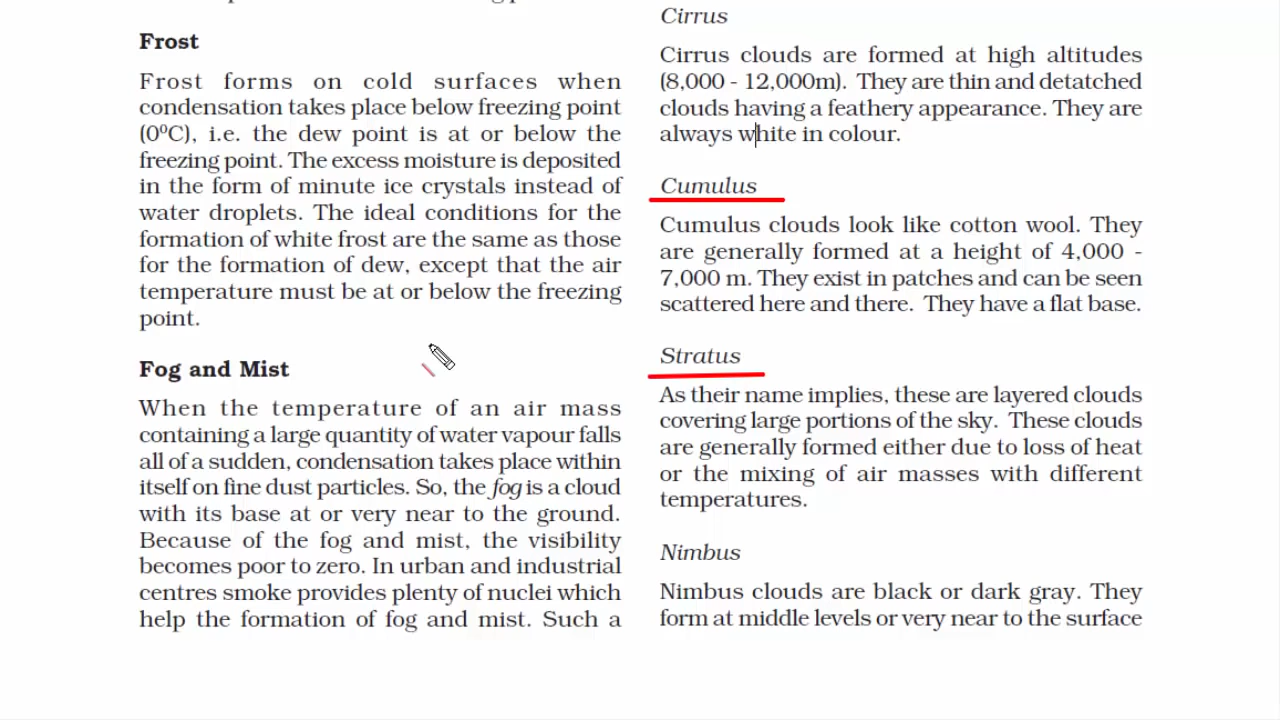 Frost
Frost forms on cold surfaces when
condensation takes place below freezing point
(0⁰C), i.e. the dew point is at or below the
freezing point. The excess moisture is deposited
in the form of minute ice crystals instead of
water droplets. The ideal conditions for the
formation of white frost are the same as those
for the formation of dew, except that the air
temperature must be at or below the freezing
point.
Fog and Mist
When the temperature of an air mass
containing a large quantity of water vapour falls
all of a sudden, condensation takes place within
itself on fine dust particles. So, the fog is a cloud
with its base at or very near to the ground.
Because of the fog and mist, the visibility
becomes poor to zero. In urban and industrial
centres smoke provides plenty of nuclei which
help the formation of fog and mist. Such a
Cirrus
Cirrus clouds are formed at high altitudes
(8,000 - 12,000m). They are thin and detatched
clouds having a feathery appearance. They are
always white in colour.
Cumulus
Cumulus clouds look like cotton wool. They
are generally formed at a height of 4,000 -
7,000 m. They exist in patches and can be seen
scattered here and there. They have a flat base.
Stratus
As their name implies, these are layered clouds
covering large portions of the sky. These clouds
are generally formed either due to loss of heat
or the mixing of air masses with different
temperatures.
Nimbus
Nimbus clouds are black or dark gray. They
form at middle levels or very near to the surface